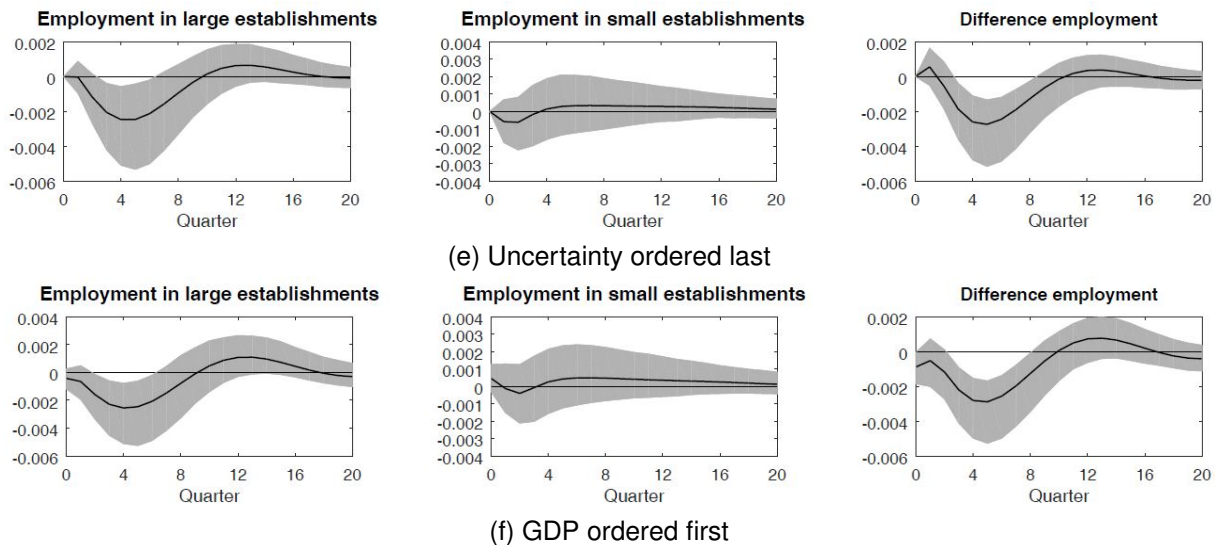 Employment in large establishments
0.002
0
-0.002
-0.004
-0.006
0 4 8 12 16 20
Quarter
Employment in small establishments
0.004
0.003
0.002
0.001
0
-0.001
-0.002
-0.003
-0.004
0 4 8 12 16 20
Quarter
Difference employment
0.002
0
-0.002
-0.004
-0.006
0 4 8 12 16 20
Quarter
(e) Uncertainty ordered last
Employment in large establishments
0.004
0.002
0
-0.002
-0.004
-0.006
0 4 8 12 16 20
Quarter
Employment in small establishments
0.004
0.003
0.002
0.001
0
-0.001
-0.002
-0.003
-0.004
0 4 8 12 16 20
Quarter
Difference employment
0.002
0
-0.002
-0.004
-0.006
0 4 8 12 16 20
Quarter
(f) GDP ordered first